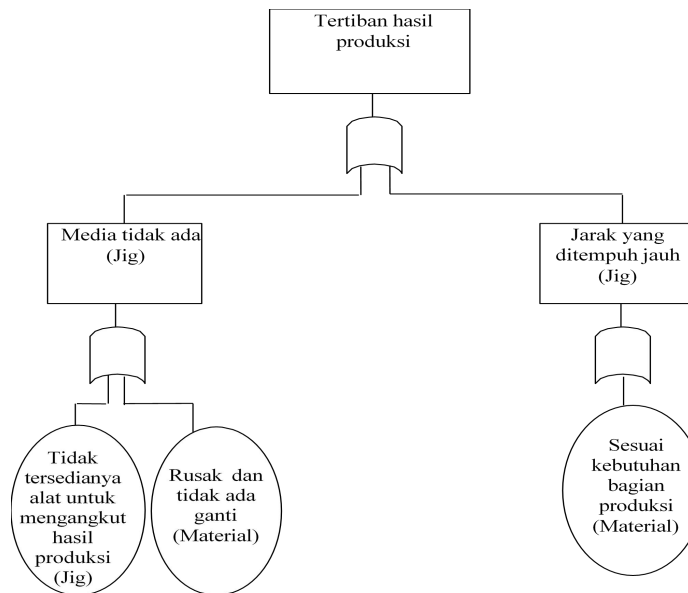 Tertiban hasil
produksi
Media tidak ada
(Jig)
Jarak yang
ditempuh jauh
(Jig)
Tidak
tersedianya
alat untuk
mengangkut
hasil
produksi
(Jig)
Rusak dan
tidak ada
ganti
(Material)
Sesuai
kebutuhan
bagian
produksi
(Material)